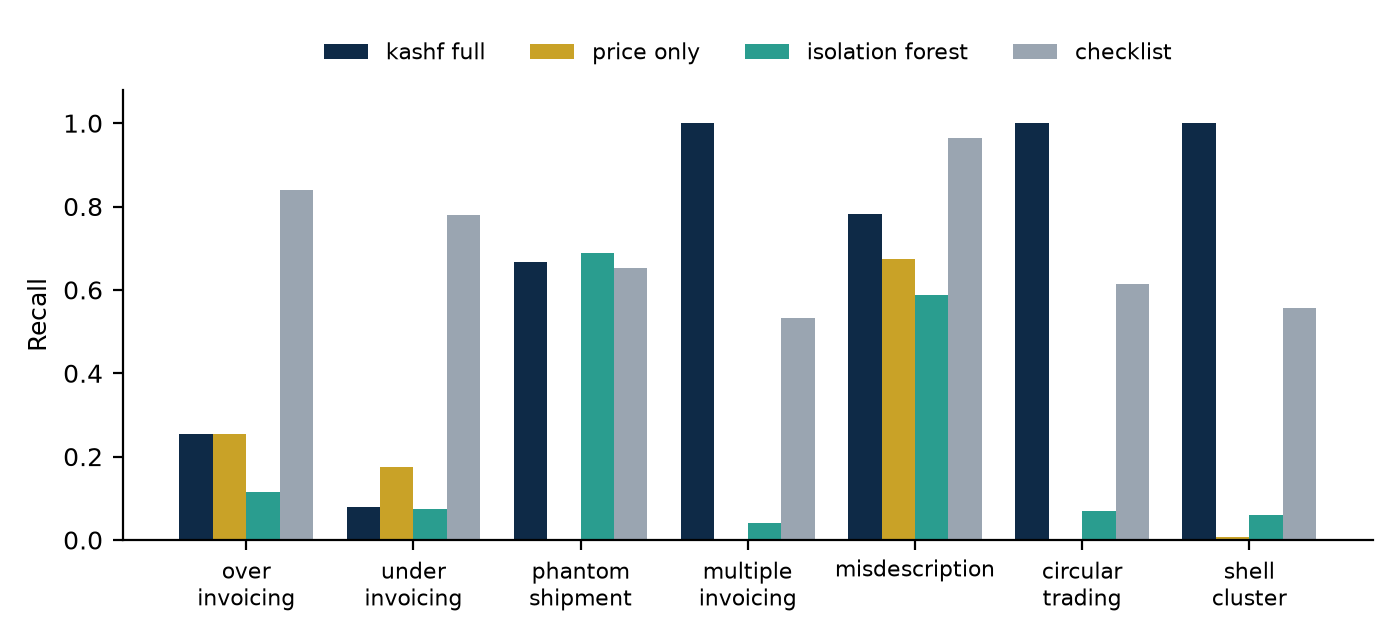 kashf full price only isolation forest checklist
1.0
0.8
0.6
0.4
0.2
0.0
Recall
over invoicing
under invoicing
phantom shipment
multiple invoicing
misdescription
circular trading
shell cluster